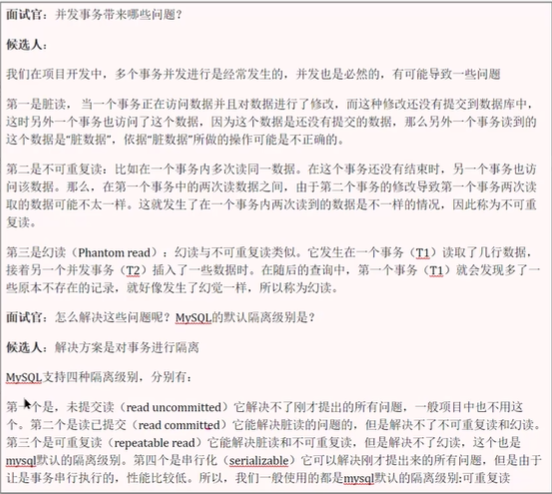 面试官：并发事务带来哪些问题？
候选人：
我们在项目开发中，多个事务并发进行是经常发生的，并发也是必然的，有可能导致一些问题
第一是脏读， 当一个事务正在访问数据并且对数据进行了修改，而这种修改还没有提交到数据库中，
这时另外一个事务也访问了这个数据，因为这个数据是还没有提交的数据，那么另外一个事务读到的
这个数据是“脏数据”，依据“脏数据”所做的操作可能是不正确的。
第二是不可重复读：比如在一个事务内多次读同一数据。在这个事务还没有结束时，另一个事务也访
问该数据。那么，在第一个事务中的两次读数据之间，由于第二个事务的修改导致第一个事务两次读
取的数据可能不太一样。这就发生了在一个事务内两次读到的数据是不一样的情况，因此称为不可重
复读。
第三是幻读（Phantom read）：幻读与不可重复读类似。它发生在一个事务（T1）读取了几行数据，
接着另一个并发事务（T2）插入了一些数据时。在随后的查询中，第一个事务（T1）就会发现多了一
些原本不存在的记录，就好像发生了幻觉一样，所以称为幻读。
面试官：怎么解决这些问题呢？MySQL的默认隔离级别是？
候选人：解决方案是对事务进行隔离
MySQL支持四种隔离级别，分别有：
第一个是，未提交读（read uncommitted）它解决不了刚才提出的所有问题，一般项目中也不用这
个。第二个是读已提交（read committed）它能解决脏读的问题的，但是解决不了不可重复读和幻读。
第三个是可重复读（repeatable read）它能解决脏读和不可重复读，但是解决不了幻读，这个也是
mysql默认的隔离级别。第四个是串行化（serializable）它可以解决刚才提出来的所有问题，但是由于
让是事务串行执行的，性能比较低。所以，我们一般使用的都是mysql默认的隔离级别:可重复读